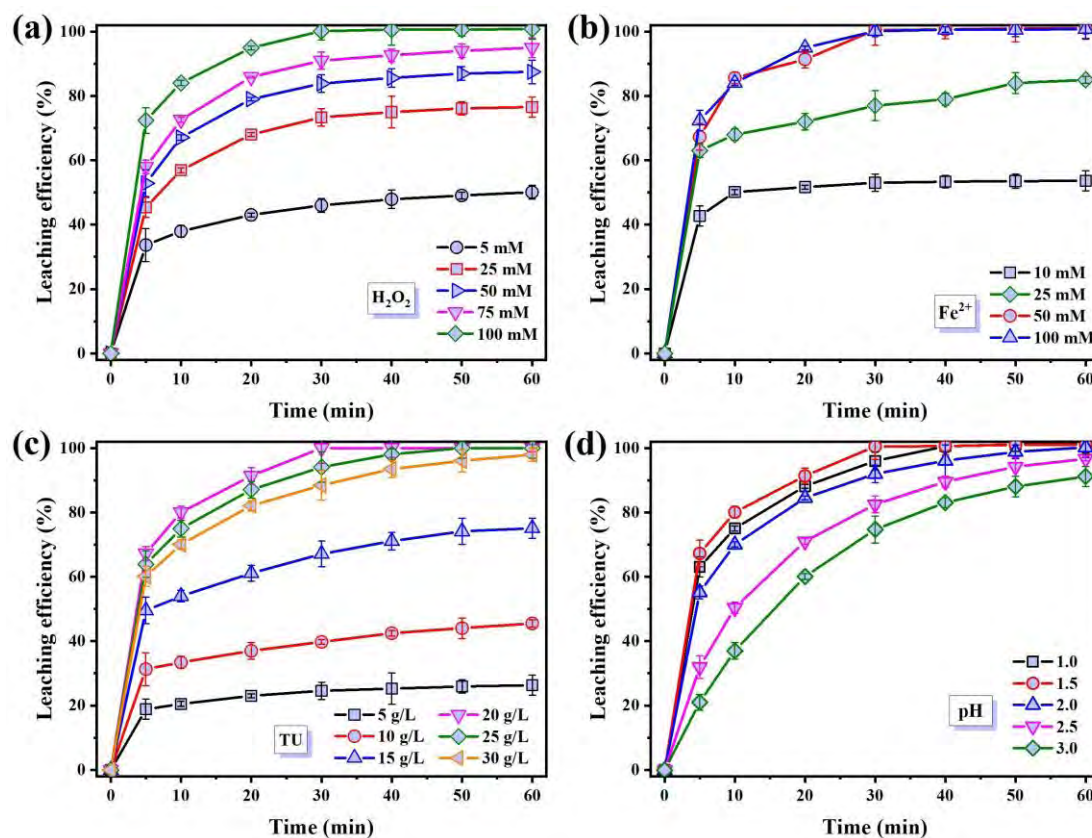 (a)
Leaching efficiency (%)
100
80
60
40
20
0
H₂O₂
5 mM
25 mM
50 mM
75 mM
100 mM
0 10 20 30 40 50 60
Time (min)
(b)
Leaching efficiency (%)
100
80
60
40
20
0
Fe²⁺
10 mM
25 mM
50 mM
100 mM
0 10 20 30 40 50 60
Time (min)
(c)
Leaching efficiency (%)
100
80
60
40
20
0
TU
5 g/L 20 g/L
10 g/L 25 g/L
15 g/L 30 g/L
0 10 20 30 40 50 60
Time (min)
(d)
Leaching efficiency (%)
100
80
60
40
20
0
pH
1.0
1.5
2.0
2.5
3.0
0 10 20 30 40 50 60
Time (min)